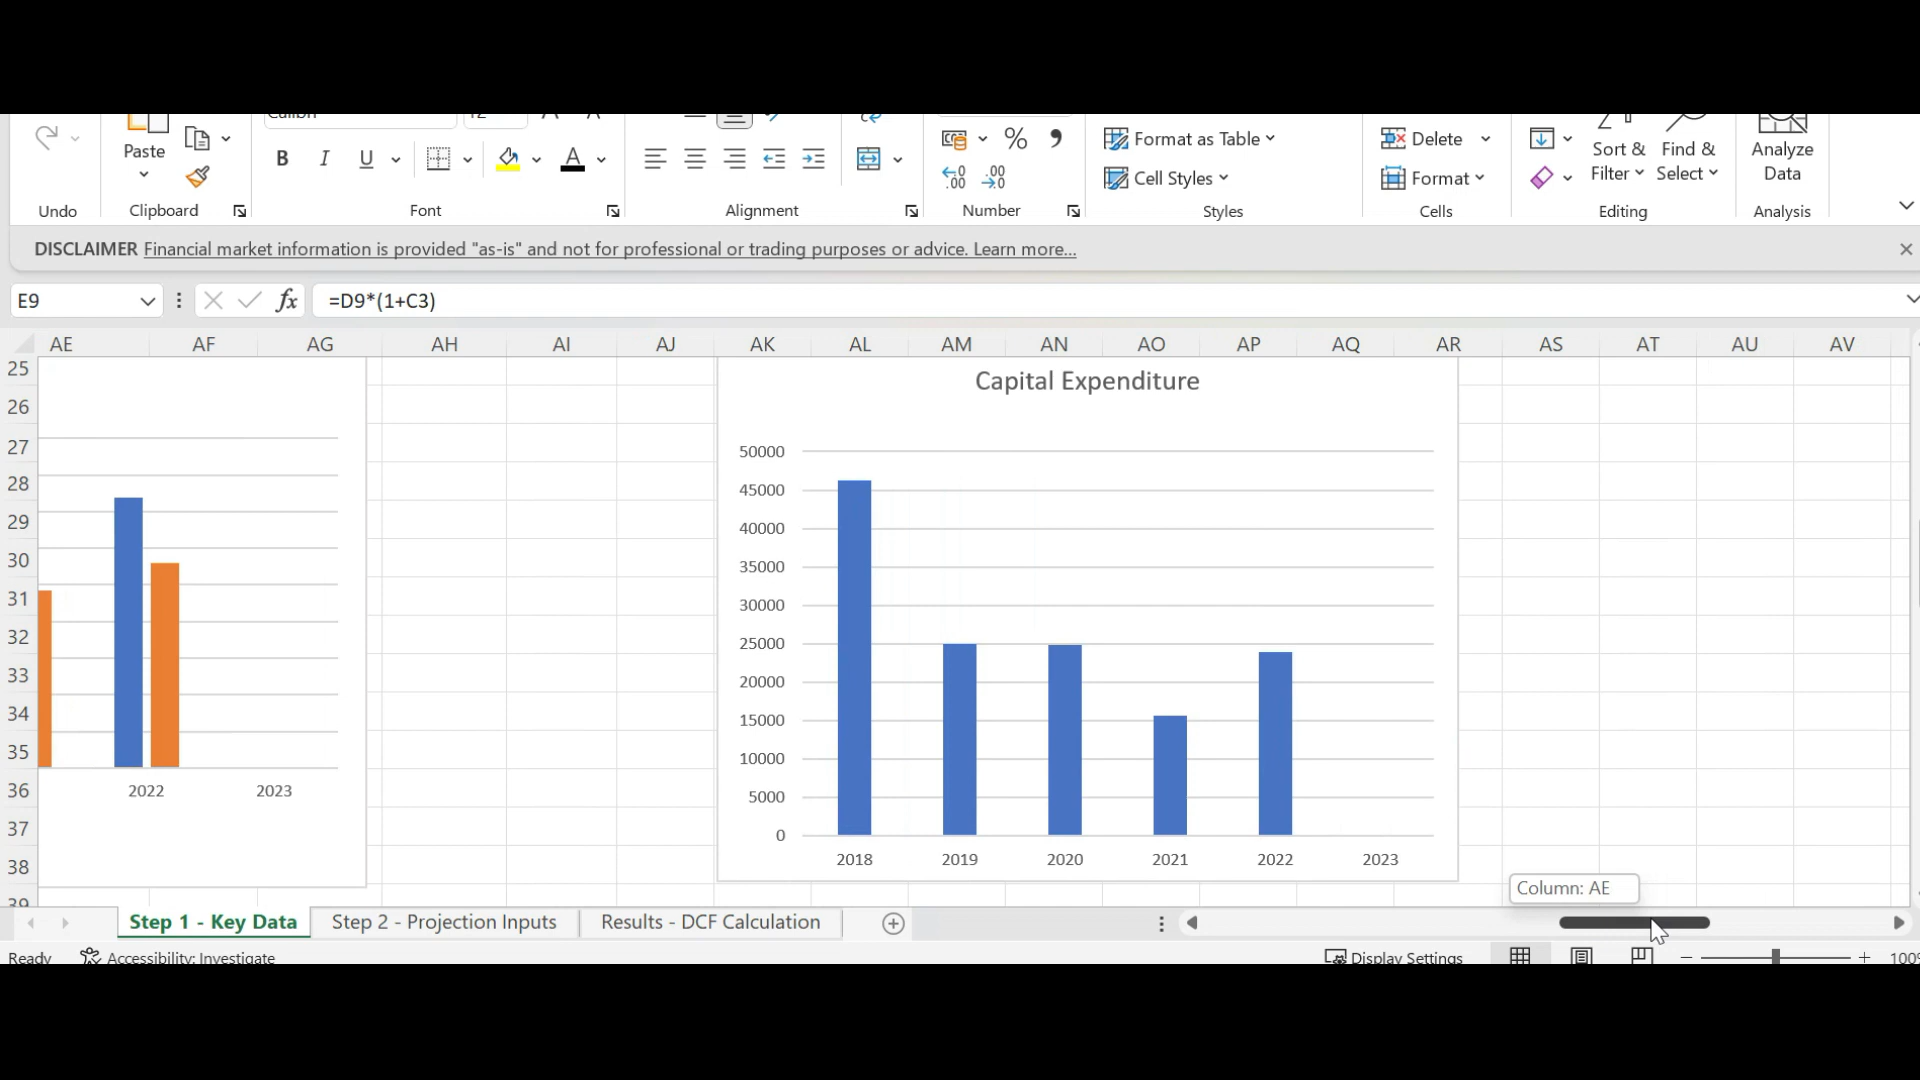 Calibri
12
Paste
Format as Table
Delete
Sort &
Filter
Find &
Select
Analyze
Data
Cell Styles
Format
Undo
Clipboard
Font
Alignment
Number
Styles
Cells
Editing
Analysis
DISCLAIMER Financial market information is provided "as-is" and not for professional or trading purposes or advice. Learn more...
E9 fx =D9*(1+C3)
AE AF AG AH AI AJ AK AL AM AN AO AP AQ AR AS AT AU AV
25
26
27
28
29
30
31
32
33
34
35
36
37
38
39
2022 2023
Capital Expenditure
50000
45000
40000
35000
30000
25000
20000
15000
10000
5000
0
2018 2019 2020 2021 2022 2023
Column: AE
Step 1 - Key Data Step 2 - Projection Inputs Results - DCF Calculation
Ready Accessibility: Investigate Display Settings 100%